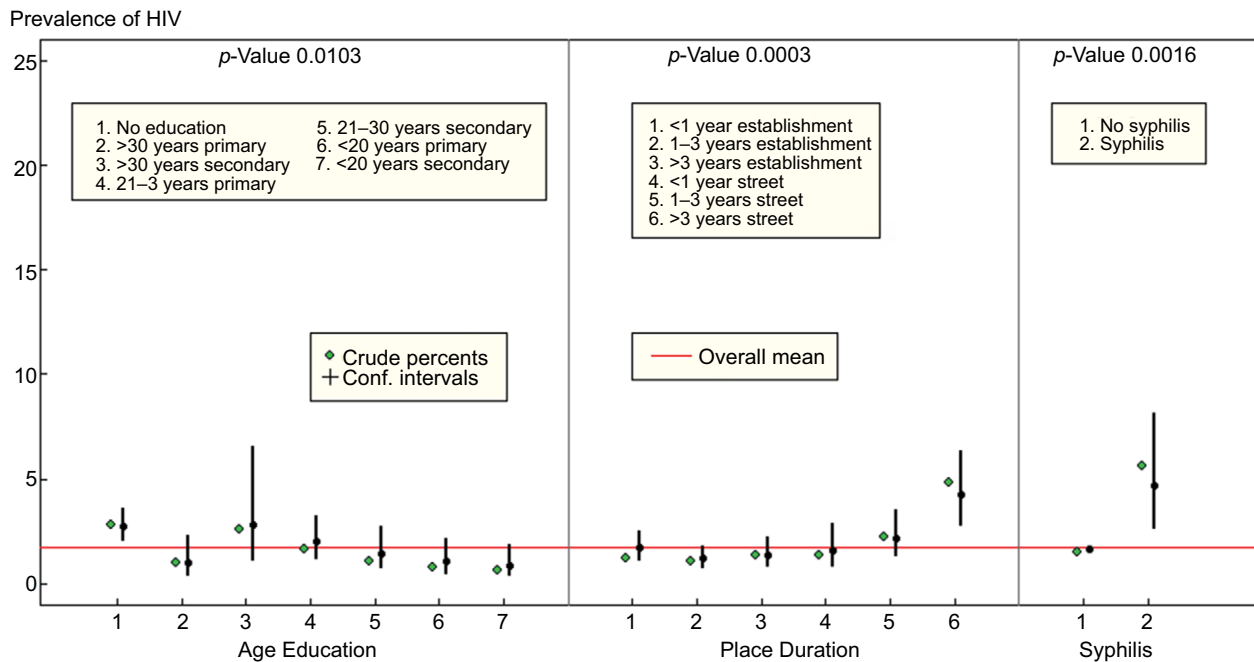 Prevalence of HIV
p-Value 0.0103
p-Value 0.0003
p-Value 0.0016
25
20
15
10
5
0
1. No education
2. >30 years primary
3. >30 years secondary
4. 21–3 years primary
5. 21–30 years secondary
6. <20 years primary
7. <20 years secondary
1. <1 year establishment
2. 1–3 years establishment
3. >3 years establishment
4. <1 year street
5. 1–3 years street
6. >3 years street
1. No syphilis
2. Syphilis
Crude percents
Conf. intervals
Overall mean
1 2 3 4 5 6 7
1 2 3 4 5 6
1 2
Age Education
Place Duration
Syphilis